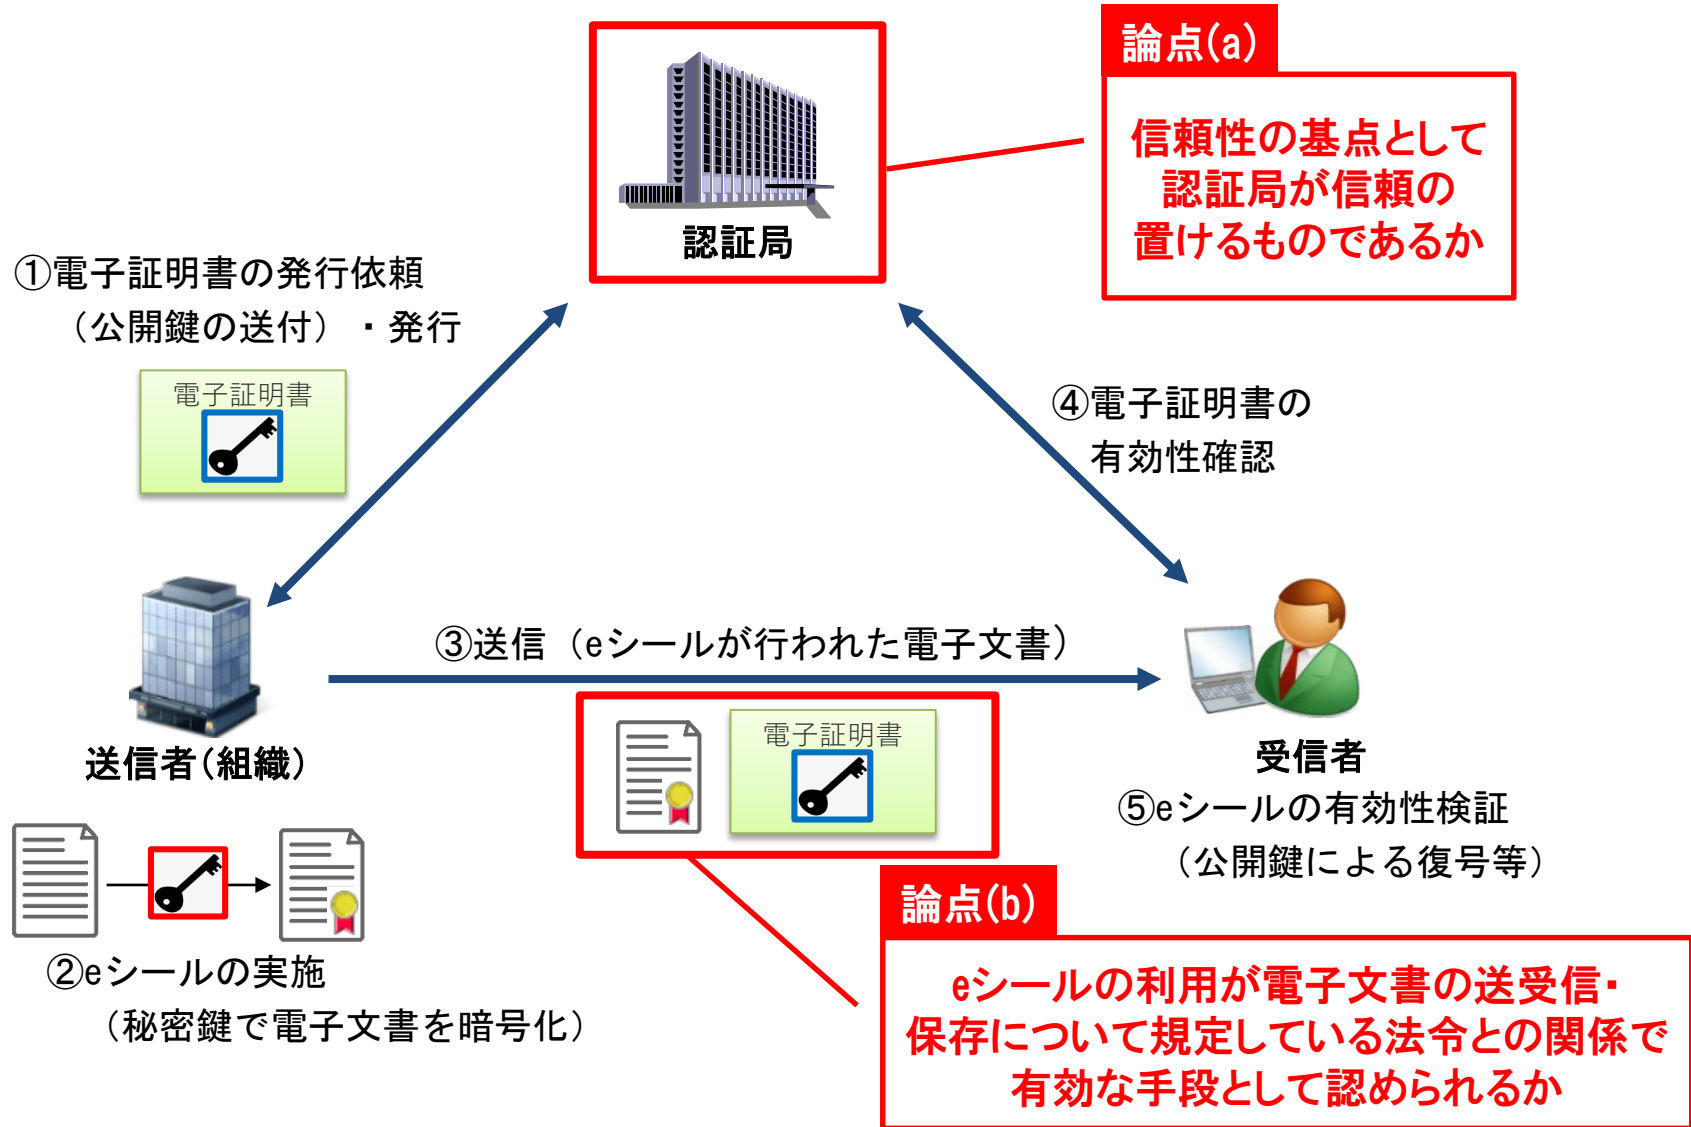 論点(a)
信頼性の基点として
認証局が信頼の
置けるものであるか
認証局
①電子証明書の発行依頼
（公開鍵の送付）・発行
電子証明書
④電子証明書の
有効性確認
③送信（eシールが行われた電子文書）
電子証明書
送信者（組織）
受信者
⑤eシールの有効性検証
（公開鍵による復号等）
②eシールの実施
（秘密鍵で電子文書を暗号化）
論点(b)
eシールの利用が電子文書の送受信・
保存について規定している法令との関係で
有効な手段として認められるか